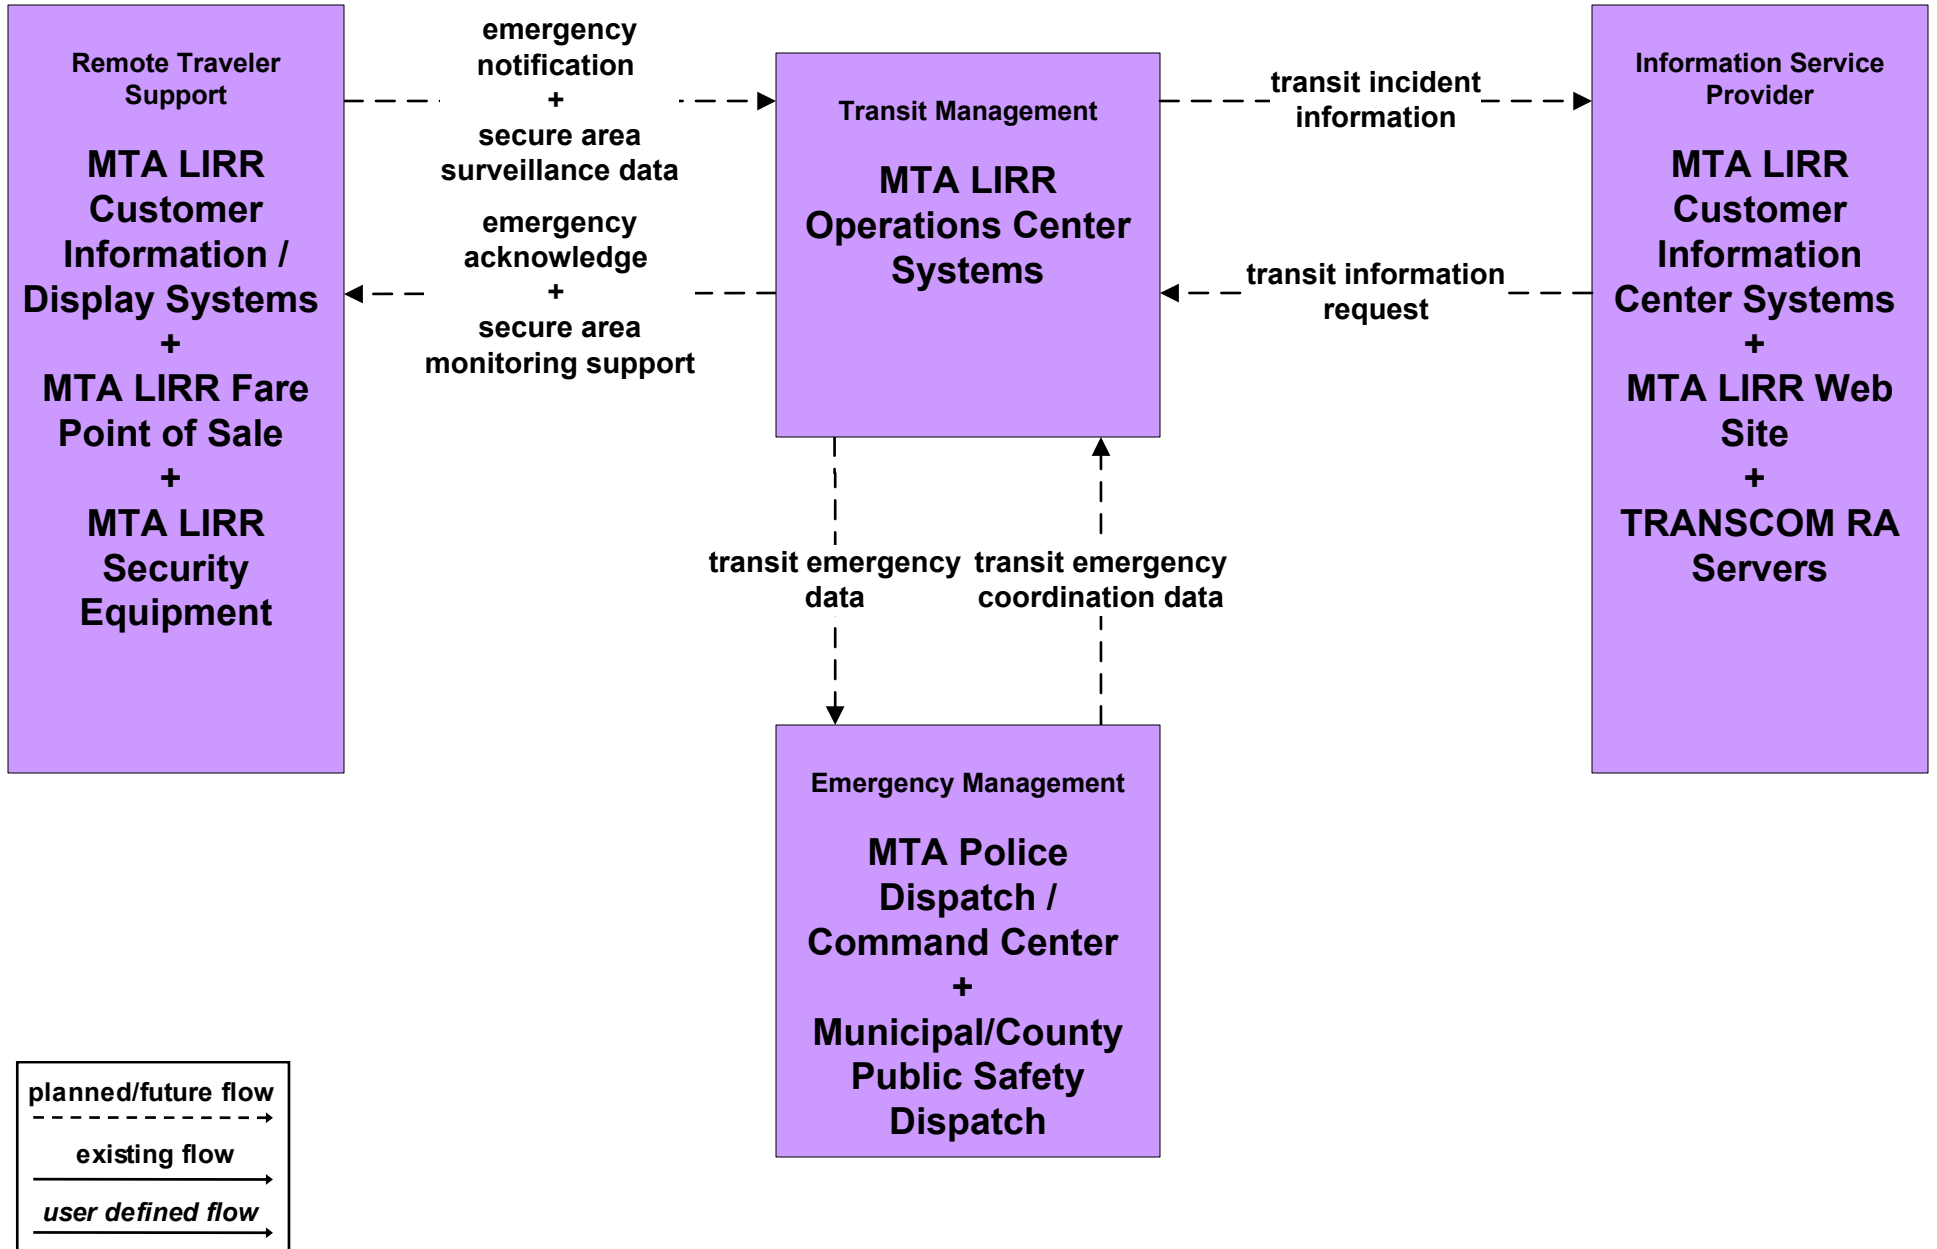 Remote Traveler
Support
MTA LIRR
Customer
Information /
Display Systems
+
MTA LIRR Fare
Point of Sale
+
MTA LIRR
Security
Equipment
emergency
notification
+
secure area
surveillance data
emergency
acknowledge
+
secure area
monitoring support
Transit Management
MTA LIRR
Operations Center
Systems
transit incident
information
transit information
request
Information Service
Provider
MTA LIRR
Customer
Information
Center Systems
+
MTA LIRR Web
Site
+
TRANSCOM RA
Servers
transit emergency
data
transit emergency
coordination data
Emergency Management
MTA Police
Dispatch /
Command Center
+
Municipal/County
Public Safety
Dispatch
planned/future flow
existing flow
user defined flow